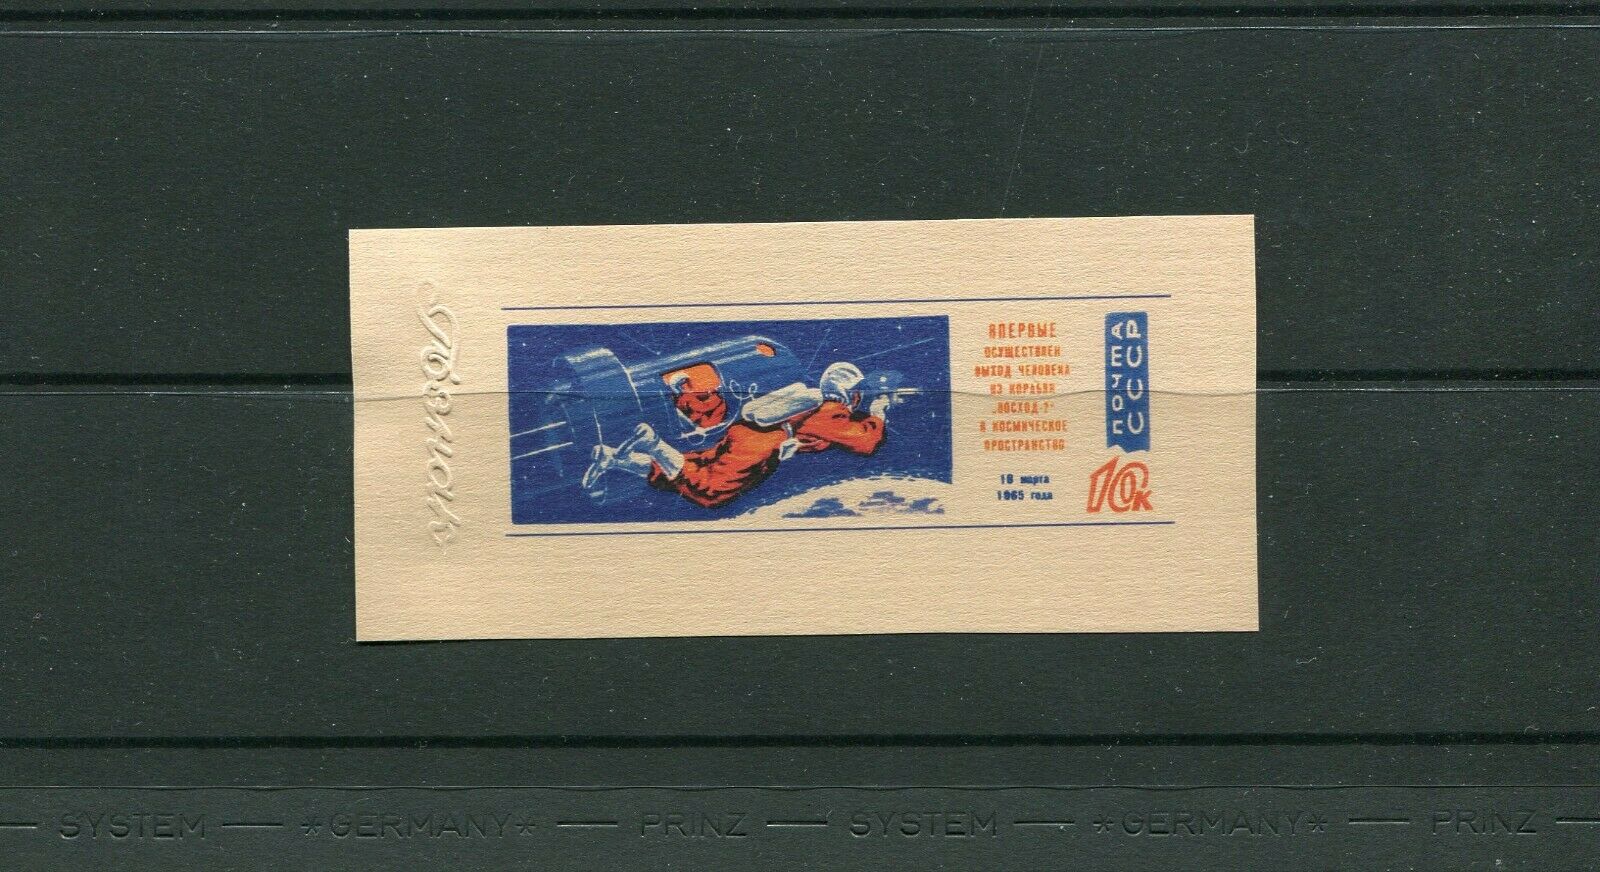 ВПЕРВЫЕ
ОСУЩЕСТВЛЕН
ВЫХОД ЧЕЛОВЕКА
ИЗ КОРАБЛЯ
„ВОСХОД-2"
В КОСМИЧЕСКОЕ
ПРОСТРАНСТВО
18 марта
1965 года
ПОЧТА
СССР
10к
SYSTEM — *GERMANY* — PRINZ — SYSTEM — *GERMANY* — PRINZ